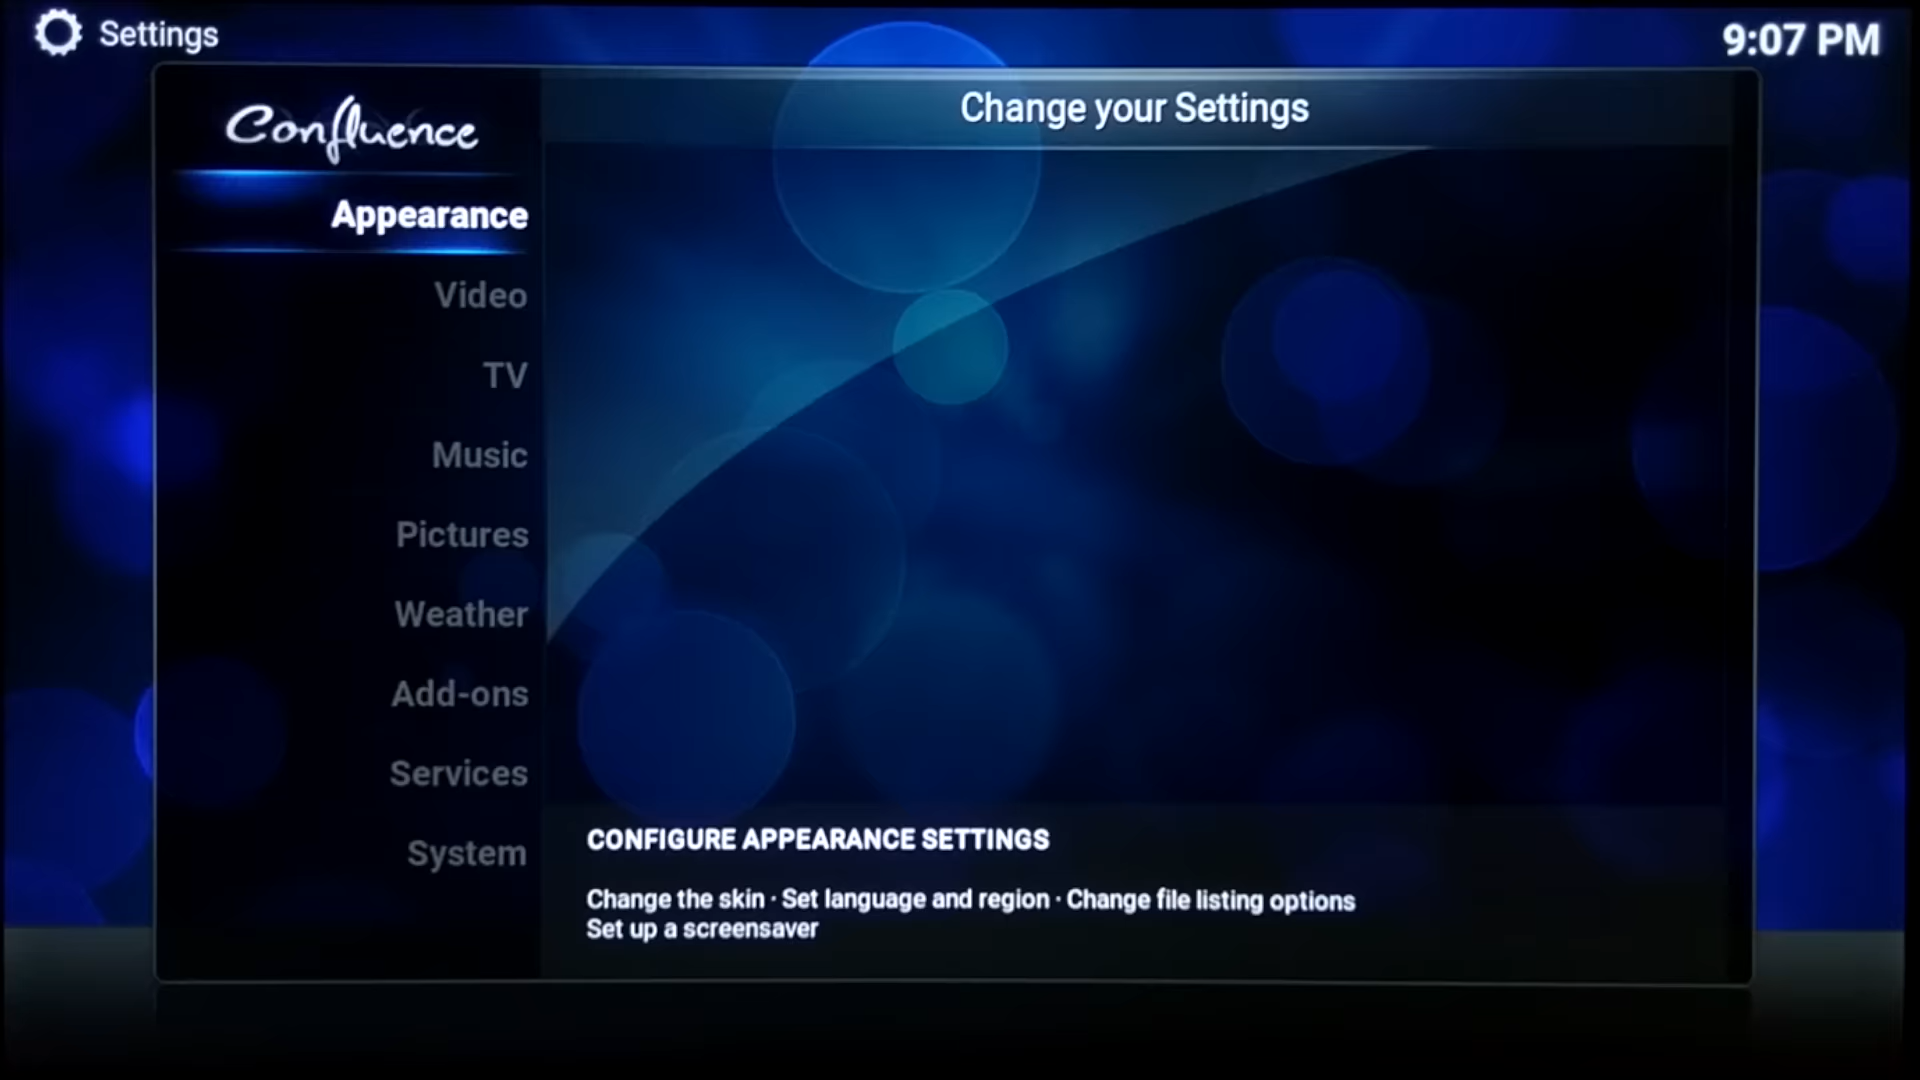 Settings
9:07 PM
Confluence
Change your Settings
Appearance
Video
TV
Music
Pictures
Weather
Add-ons
Services
System
CONFIGURE APPEARANCE SETTINGS
Change the skin · Set language and region · Change file listing options
Set up a screensaver